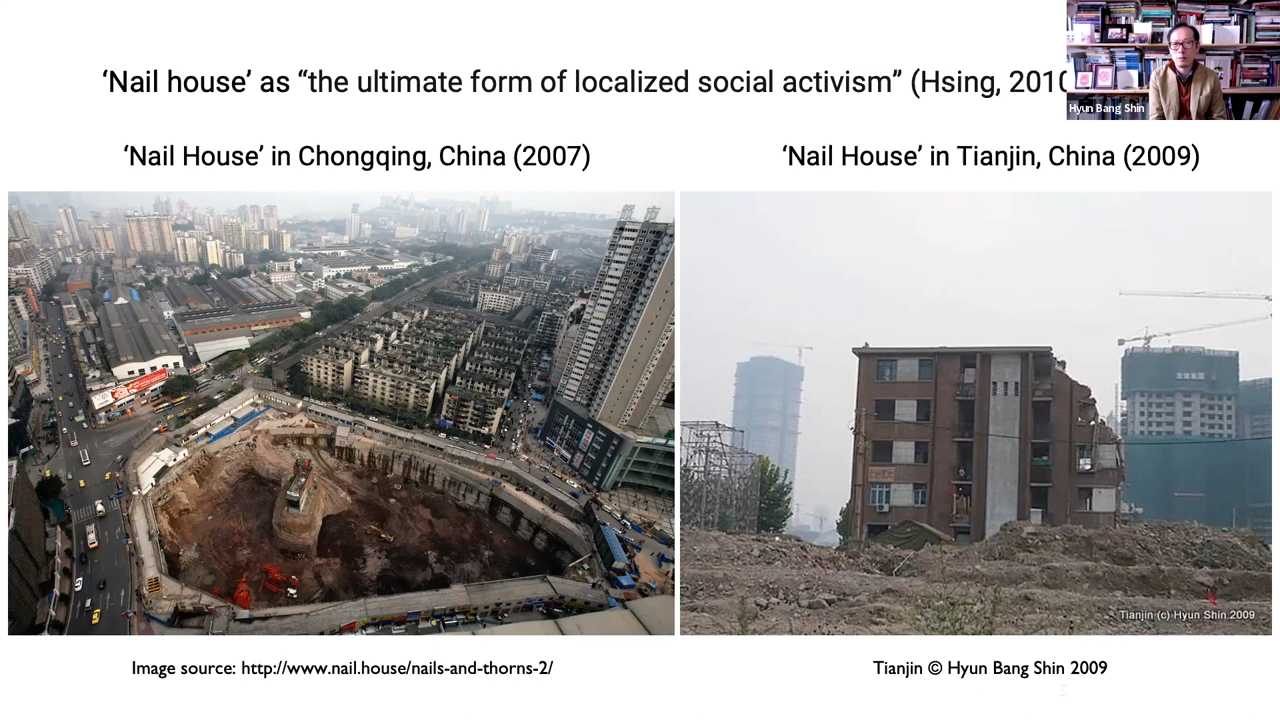 ‘Nail house’ as “the ultimate form of localized social activism” (Hsing, 2010
Hyun Bang Shin
‘Nail House’ in Chongqing, China (2007)
‘Nail House’ in Tianjin, China (2009)
Tianjin (c) Hyun Shin 2009
Image source: http://www.nail.house/nails-and-thorns-2/
Tianjin © Hyun Bang Shin 2009